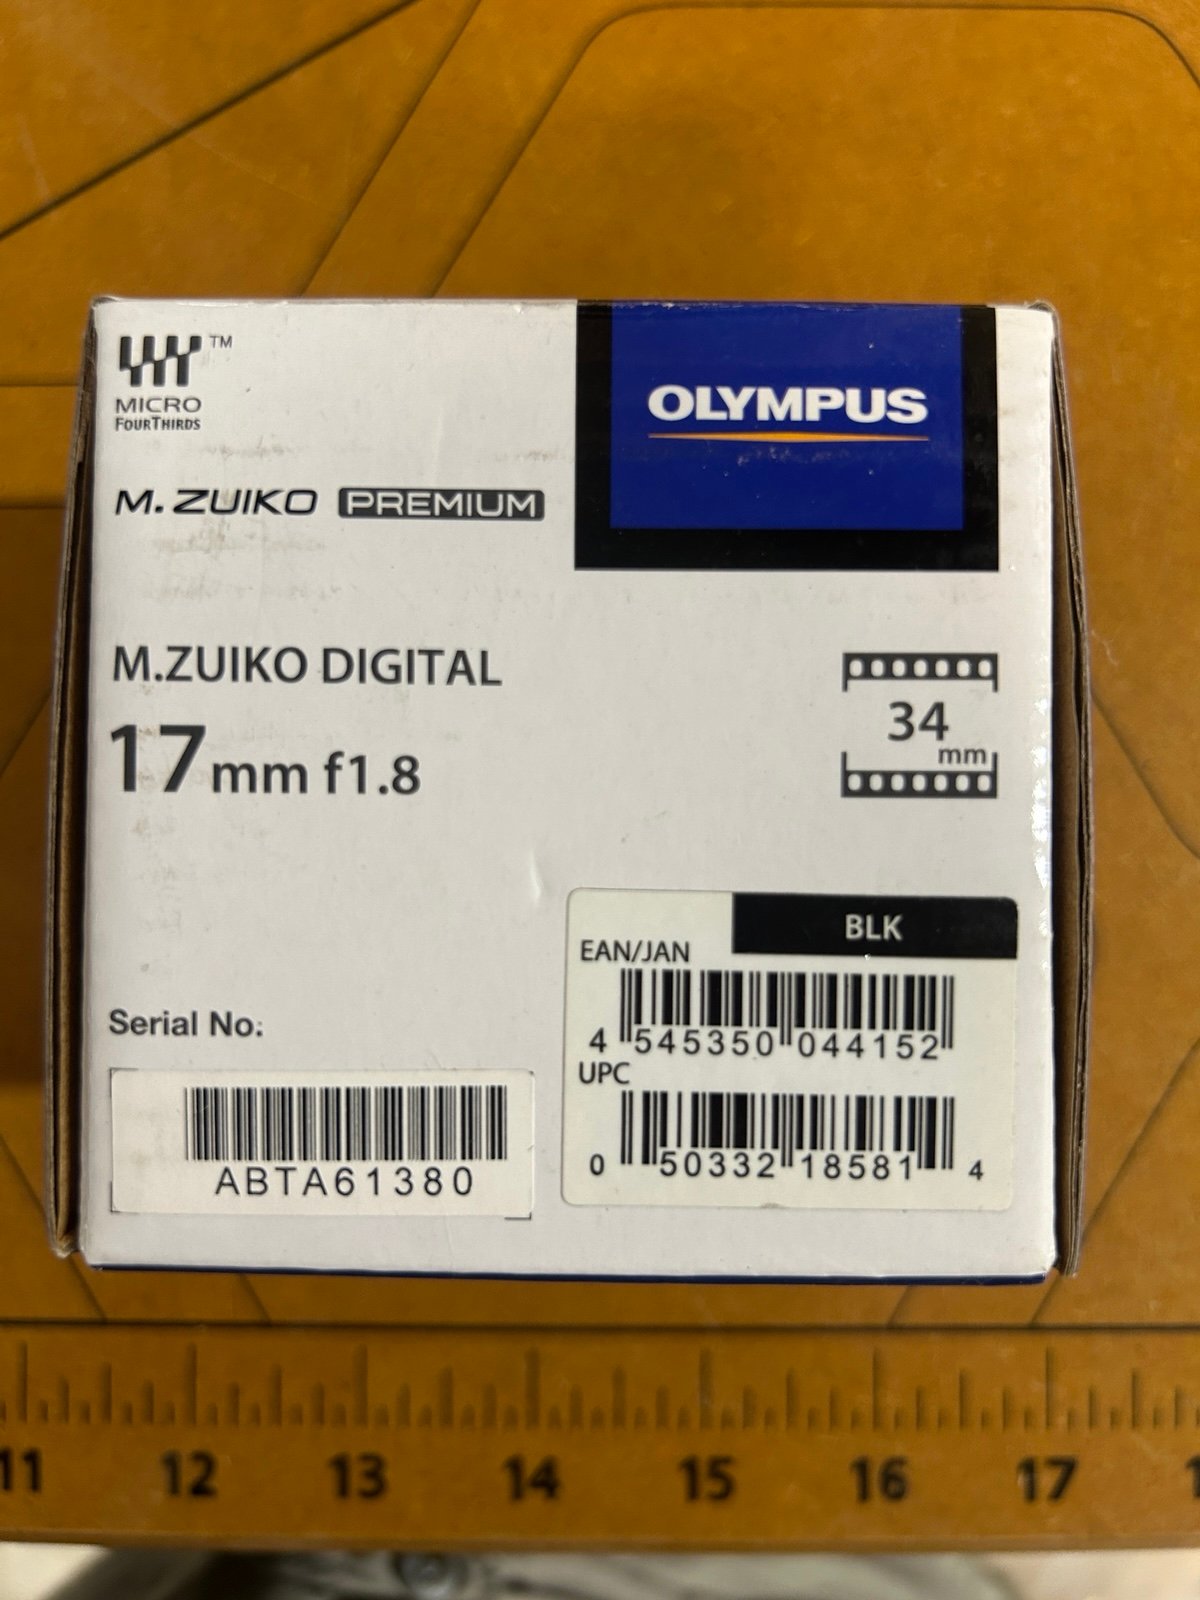 TM
MICRO
FOURTHIRDS
OLYMPUS
M. ZUIKO PREMIUM
M.ZUIKO DIGITAL
17mm f1.8
34
mm
BLK
EAN/JAN
4 545350 044152
UPC
0 50332 18581 4
Serial No.
ABTA61380
11 12 13 14 15 16 17